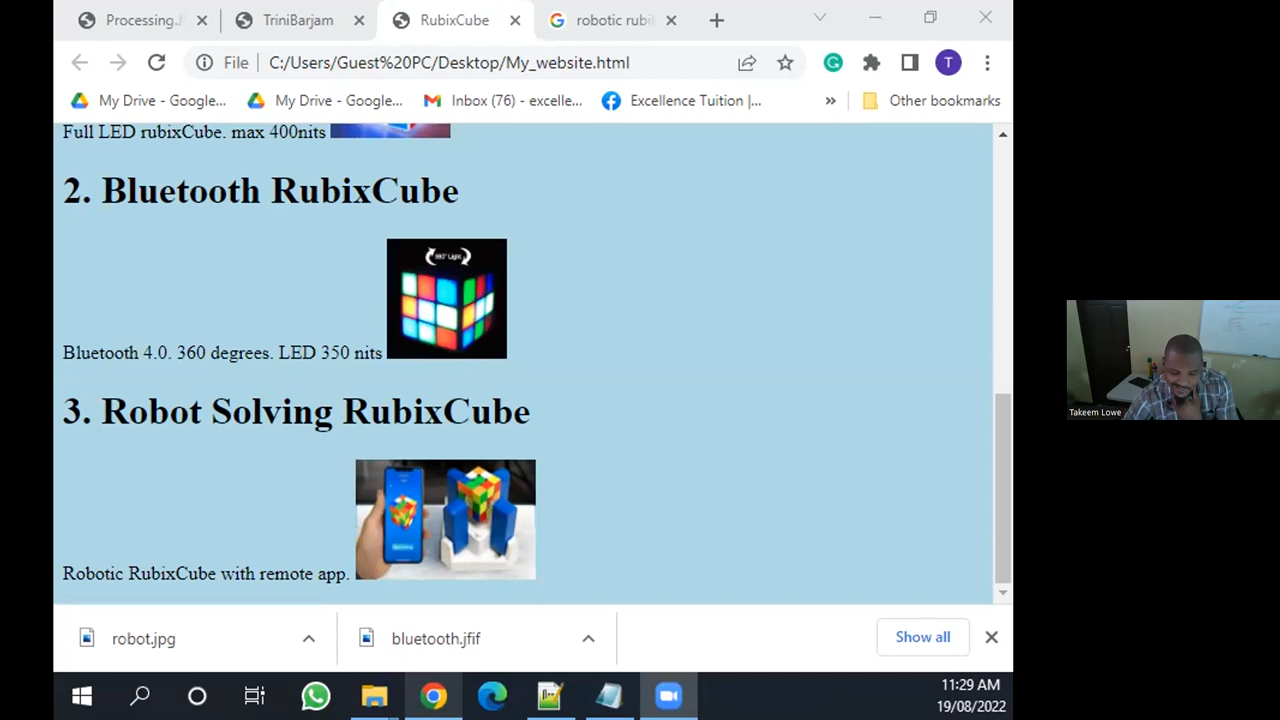 Processing.J
TriniBarjam
RubixCube
robotic rubi
File
C:/Users/Guest%20PC/Desktop/My_website.html
T
My Drive - Google...
My Drive - Google...
Inbox (76) - excelle...
Excellence Tuition |...
»
Other bookmarks
Full LED rubixCube. max 400nits
2. Bluetooth RubixCube
360° Light
Bluetooth 4.0. 360 degrees. LED 350 nits
3. Robot Solving RubixCube
Robotic RubixCube with remote app.
Takeem Lowe
robot.jpg
bluetooth.jfif
Show all
11:29 AM
19/08/2022